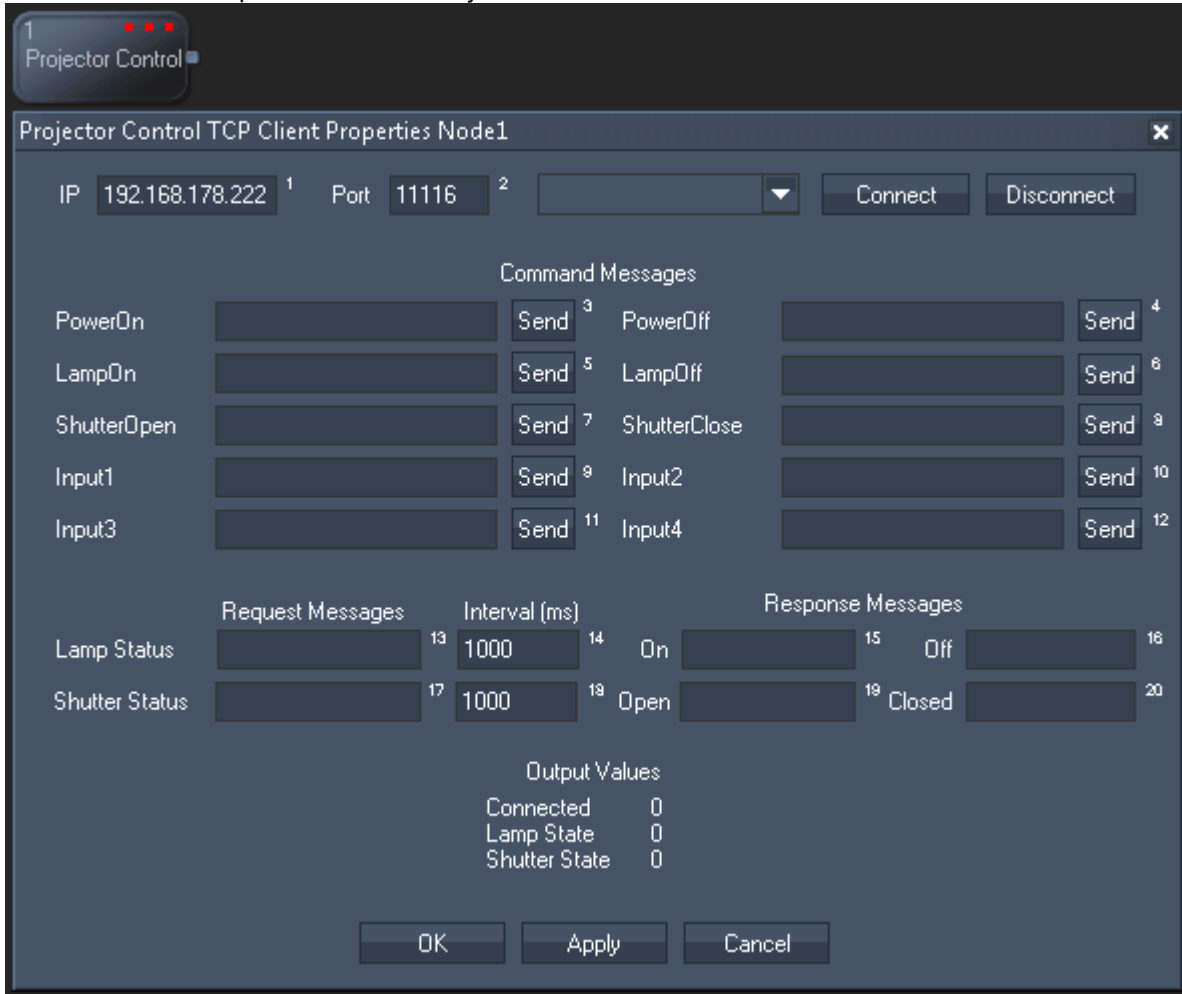 1
Projector Control
Projector Control TCP Client Properties Node1
IP 192.168.178.222 1 Port 11116 2 Connect Disconnect
Command Messages
PowerOn Send 3 PowerOff Send 4
LampOn Send 5 LampOff Send 6
ShutterOpen Send 7 ShutterClose Send 8
Input1 Send 9 Input2 Send 10
Input3 Send 11 Input4 Send 12
Request Messages Interval (ms) Response Messages
Lamp Status 13 1000 14 On 15 Off 16
Shutter Status 17 1000 18 Open 19 Closed 20
Output Values
Connected 0
Lamp State 0
Shutter State 0
OK Apply Cancel